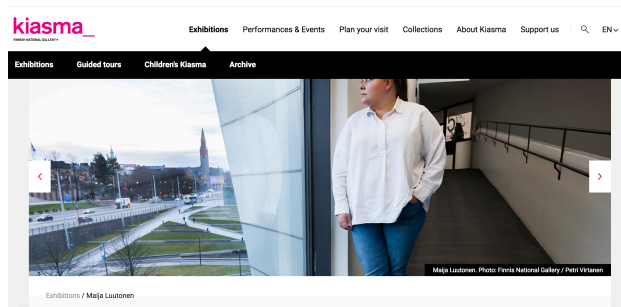 kiasma_
FINNISH NATIONAL GALLERY
Exhibitions Performances & Events Plan your visit Collections About Kiasma Support us EN
Exhibitions Guided tours Children's Kiasma Archive
Maija Luutonen. Photo: Finnis National Gallery / Petri Virtanen
Exhibitions / Maija Luutonen